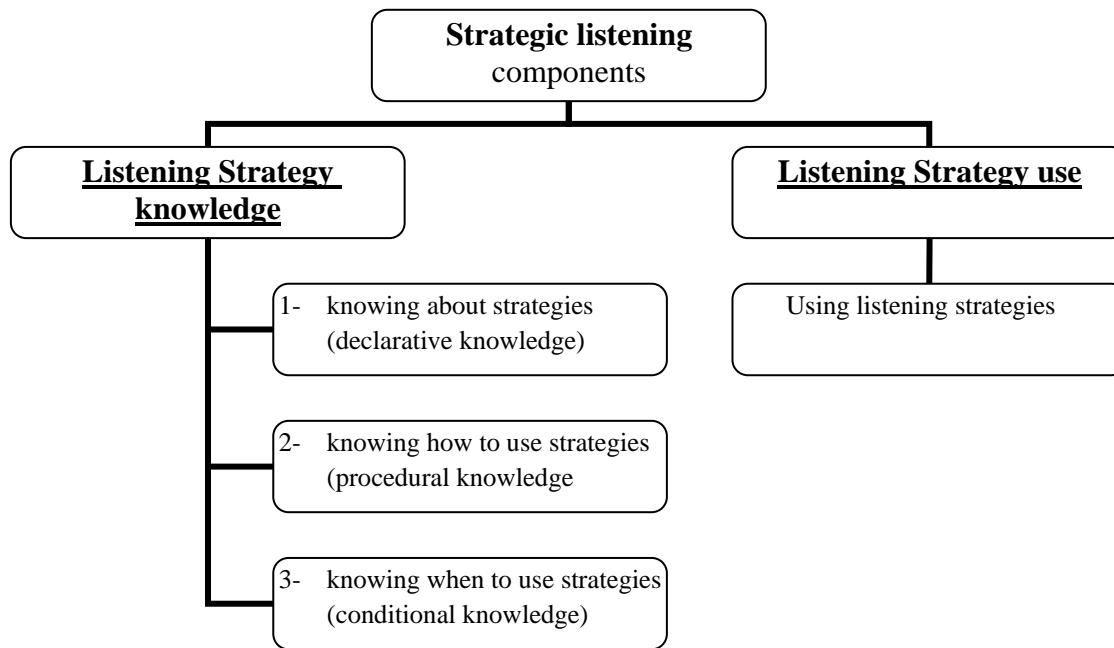 Strategic listening
components
Listening Strategy
knowledge
Listening Strategy use
1- knowing about strategies
(declarative knowledge)
Using listening strategies
2- knowing how to use strategies
(procedural knowledge
3- knowing when to use strategies
(conditional knowledge)